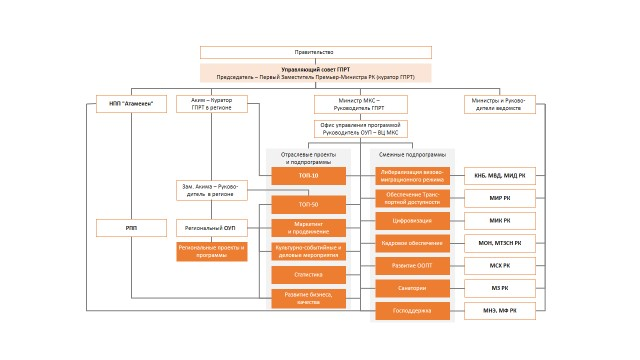 Правительство
Управляющий совет ГПРТ
Председатель – Первый Заместитель Премьер-Министра РК (куратор ГПРТ)
НПП "Атамекен"
Аким – Куратор
ГПРТ в регионе
Министр МКС –
Руководитель ГПРТ
Министры и Руково-
дители ведомств
Офис управления программой
Руководитель ОУП – ВЦ МКС
Отраслевые проекты
и подпрограммы
Смежные подпрограммы
ТОП-10
Либерализация визово-
миграционного режима
КНБ, МВД, МИД РК
Зам. Акима – Руково-
дитель в регионе
ТОП-50
Обеспечение Транс-
портной доступности
МИР РК
РПП
Региональный ОУП
Маркетинг
и продвижение
Цифровизация
МИК РК
Региональные проекты и
программы
Культурно-событийные и
деловые мероприятия
Кадровое обеспечение
МОН, МТЗСН РК
Статистика
Развитие ООПТ
МСХ РК
Развитие бизнеса,
качества
Санатории
МЗ РК
Господдержка
МНЭ, МФ РК